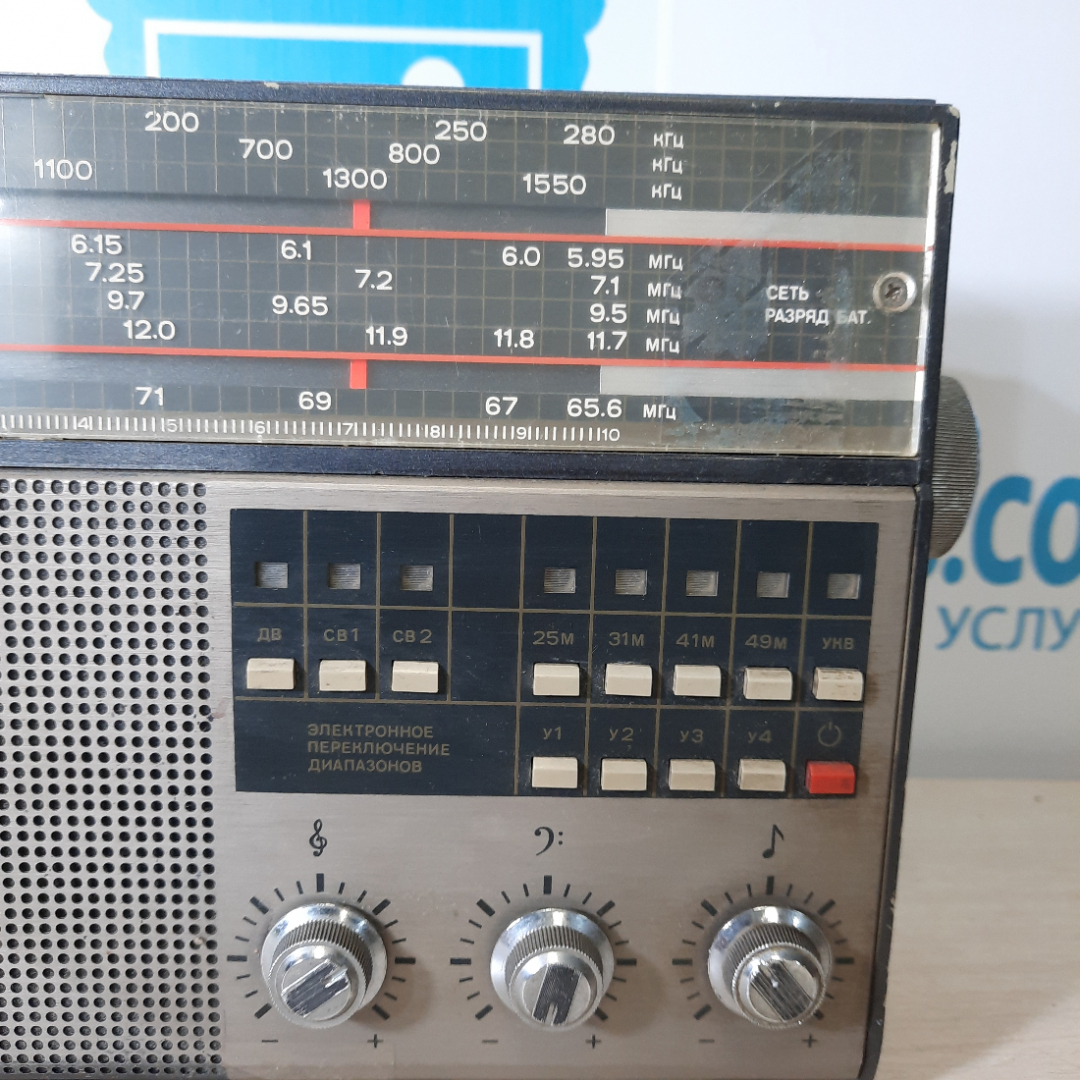 200 250 280 кГц
700 800 кГц
1100 1300 1550 кГц
6.15 6.1 6.0 5.95 МГц
7.25 7.2 7.1 МГц
9.7 9.65 9.5 МГц
12.0 11.9 11.8 11.7 МГц
СЕТЬ
РАЗРЯД БАТ.
71 69 67 65.6 МГц
4 5 6 7 8 9 10
.co
УСЛУ
ДВ СВ1 СВ2 25М 31М 41М 49М УКВ
ЭЛЕКТРОННОЕ
ПЕРЕКЛЮЧЕНИЕ
ДИАПАЗОНОВ
У1 У2 У3 У4
- + - + - +